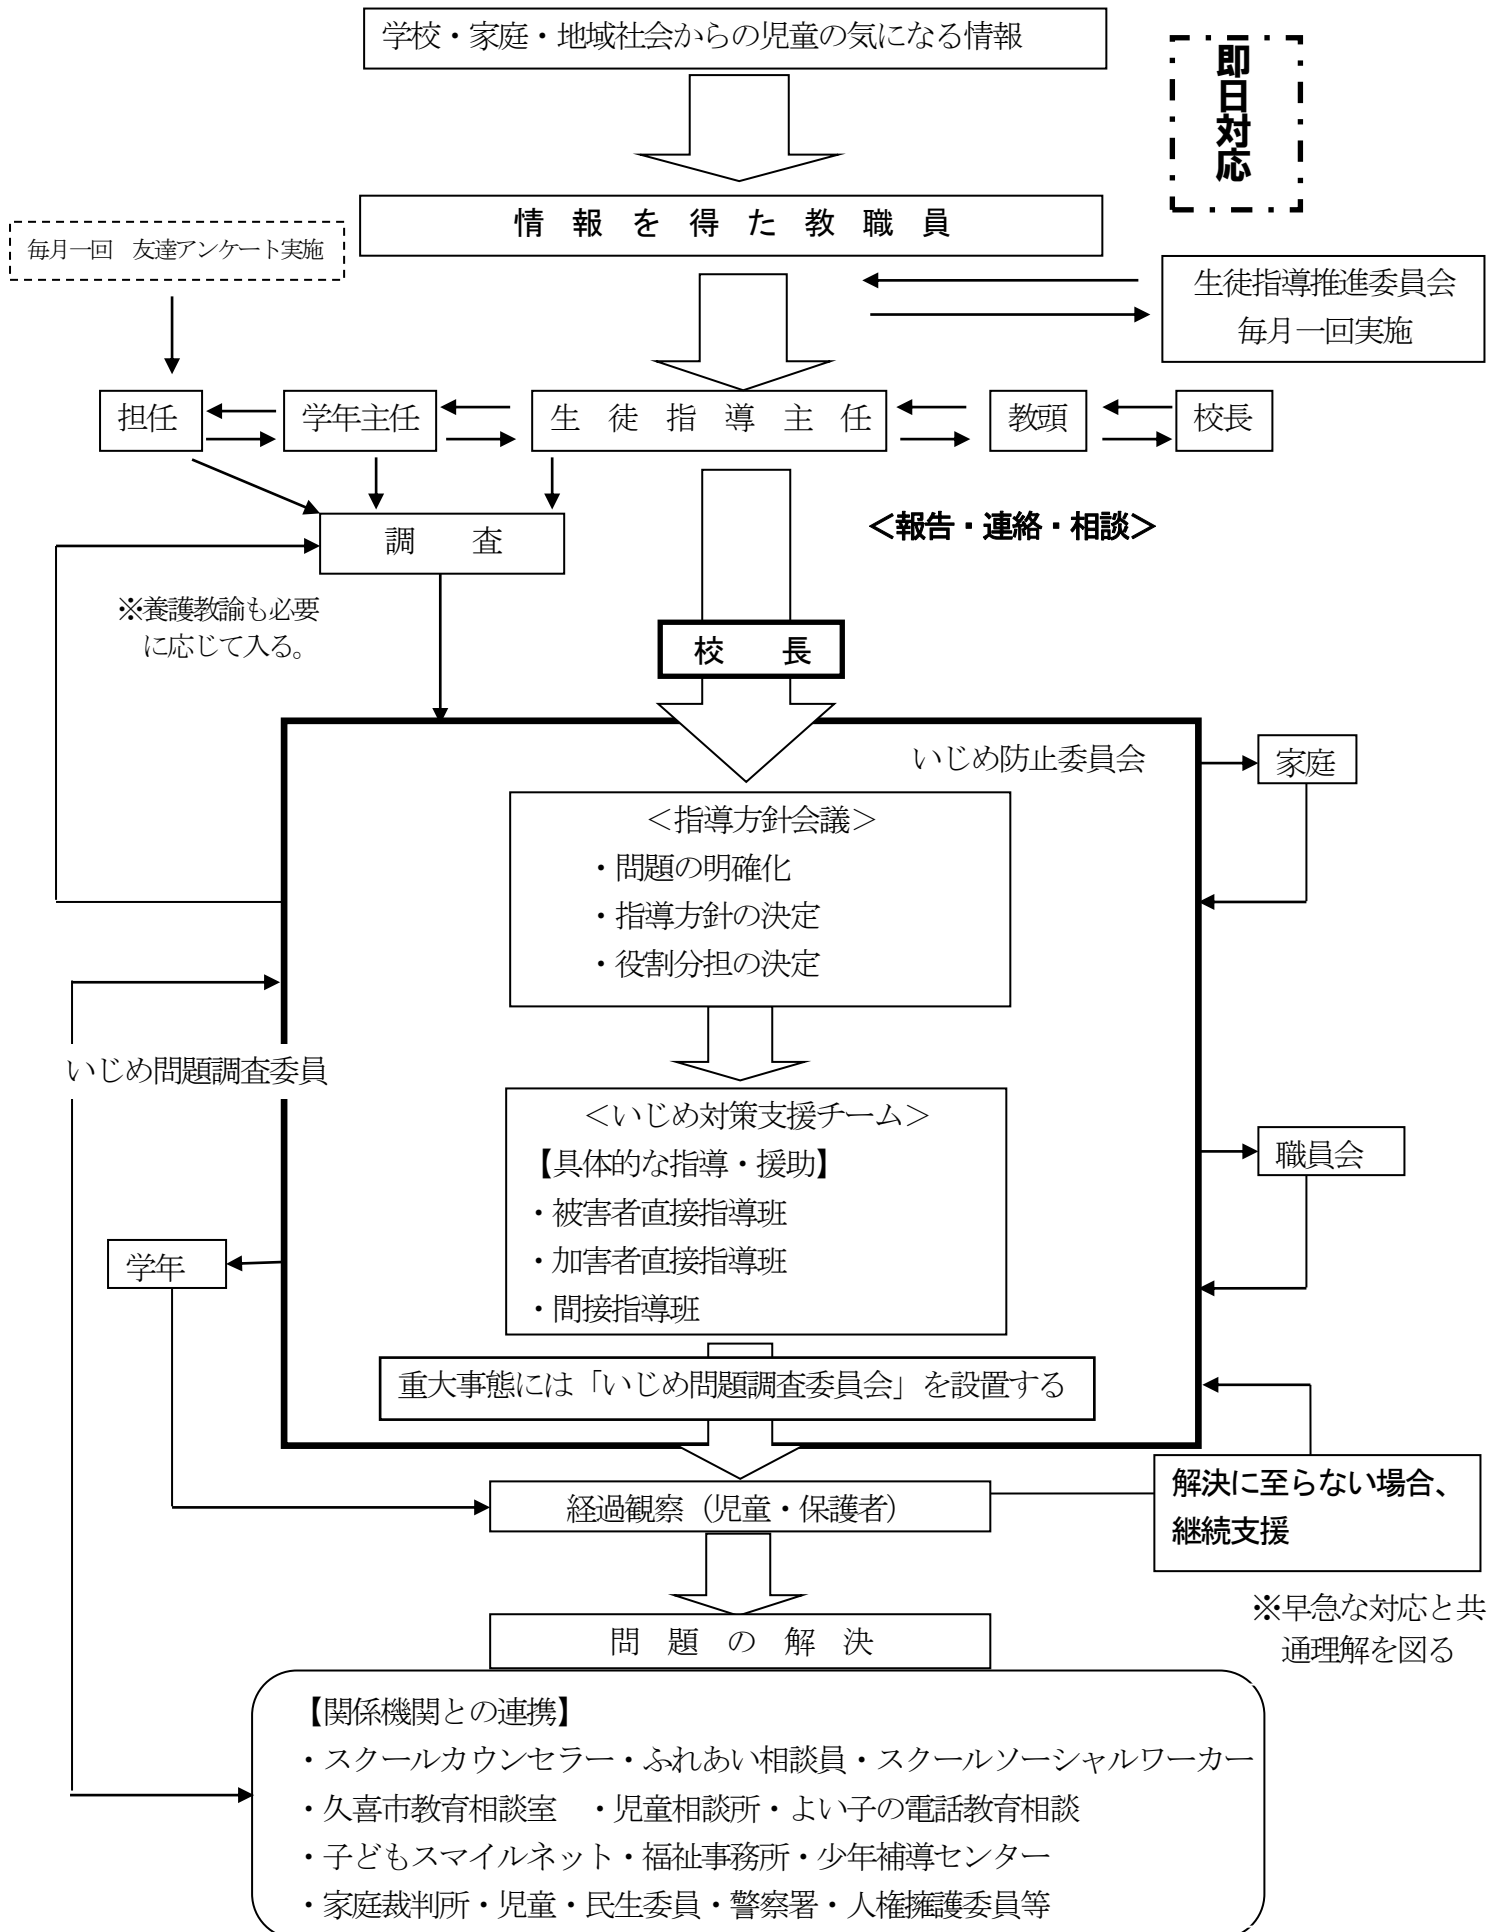 学校・家庭・地域社会からの児童の気になる情報
即日対応
情報を得た教職員
毎月一回　友達アンケート実施
生徒指導推進委員会
毎月一回実施
担任
学年主任
生　徒　指　導　主　任
教頭
校長
＜報告・連絡・相談＞
調　　査
※養護教諭も必要
に応じて入る。
校　　長
いじめ防止委員会
家庭
＜指導方針会議＞
・問題の明確化
・指導方針の決定
・役割分担の決定
いじめ問題調査委員
＜いじめ対策支援チーム＞
【具体的な指導・援助】
・被害者直接指導班
・加害者直接指導班
・間接指導班
職員会
学年
重大事態には「いじめ問題調査委員会」を設置する
経過観察（児童・保護者）
解決に至らない場合、
継続支援
※早急な対応と共
通理解を図る
問　題　の　解　決
【関係機関との連携】
・スクールカウンセラー・ふれあい相談員・スクールソーシャルワーカー
・久喜市教育相談室　・児童相談所・よい子の電話教育相談
・子どもスマイルネット・福祉事務所・少年補導センター
・家庭裁判所・児童・民生委員・警察署・人権擁護委員等